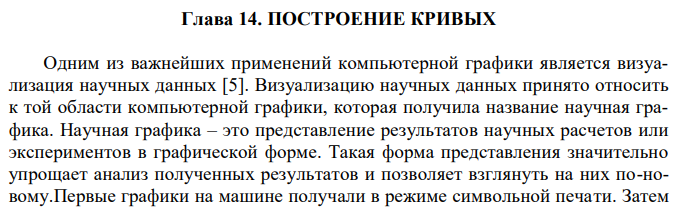 Глава 14. ПОСТРОЕНИЕ КРИВЫХ
Одним из важнейших применений компьютерной графики является визуа-
лизация научных данных [5]. Визуализацию научных данных принято относить
к той области компьютерной графики, которая получила название научная гра-
фика. Научная графика – это представление результатов научных расчетов или
экспериментов в графической форме. Такая форма представления значительно
упрощает анализ полученных результатов и позволяет взглянуть на них по-но-
вому.Первые графики на машине получали в режиме символьной печати. Затем